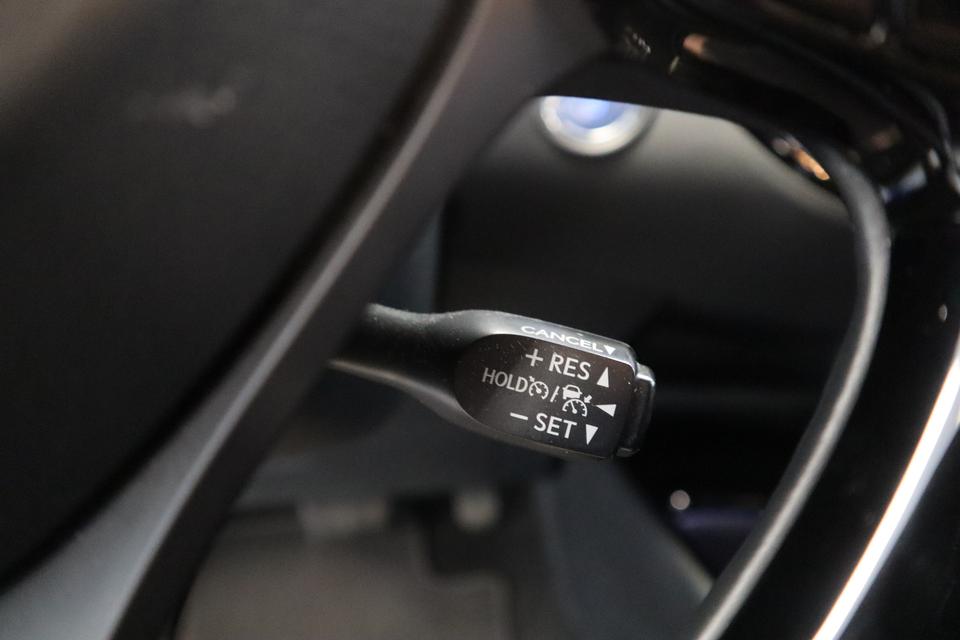 CANCEL▼
+ RES ▲
HOLD / ◀
− SET ▼